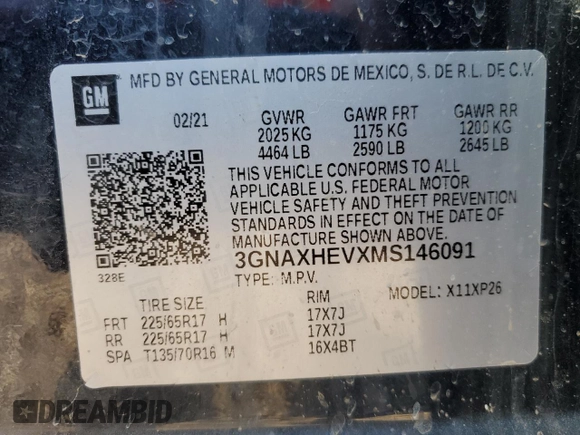 GM
MFD BY GENERAL MOTORS DE MEXICO, S. DE R.L. DE C.V.
02/21 GVWR GAWR FRT GAWR RR
2025 KG 1175 KG 1200 KG
4464 LB 2590 LB 2645 LB
THIS VEHICLE CONFORMS TO ALL
APPLICABLE U.S. FEDERAL MOTOR
VEHICLE SAFETY AND THEFT PREVENTION
STANDARDS IN EFFECT ON THE DATE OF
MANUFACTURE SHOWN ABOVE.
328E 3GNAXHEVXMS146091
TYPE: M.P.V. MODEL: X11XP26
TIRE SIZE RIM
FRT 225/65R17 H 17X7J
RR 225/65R17 H 17X7J
SPA T135/70R16 M 16X4BT
DREAMBID